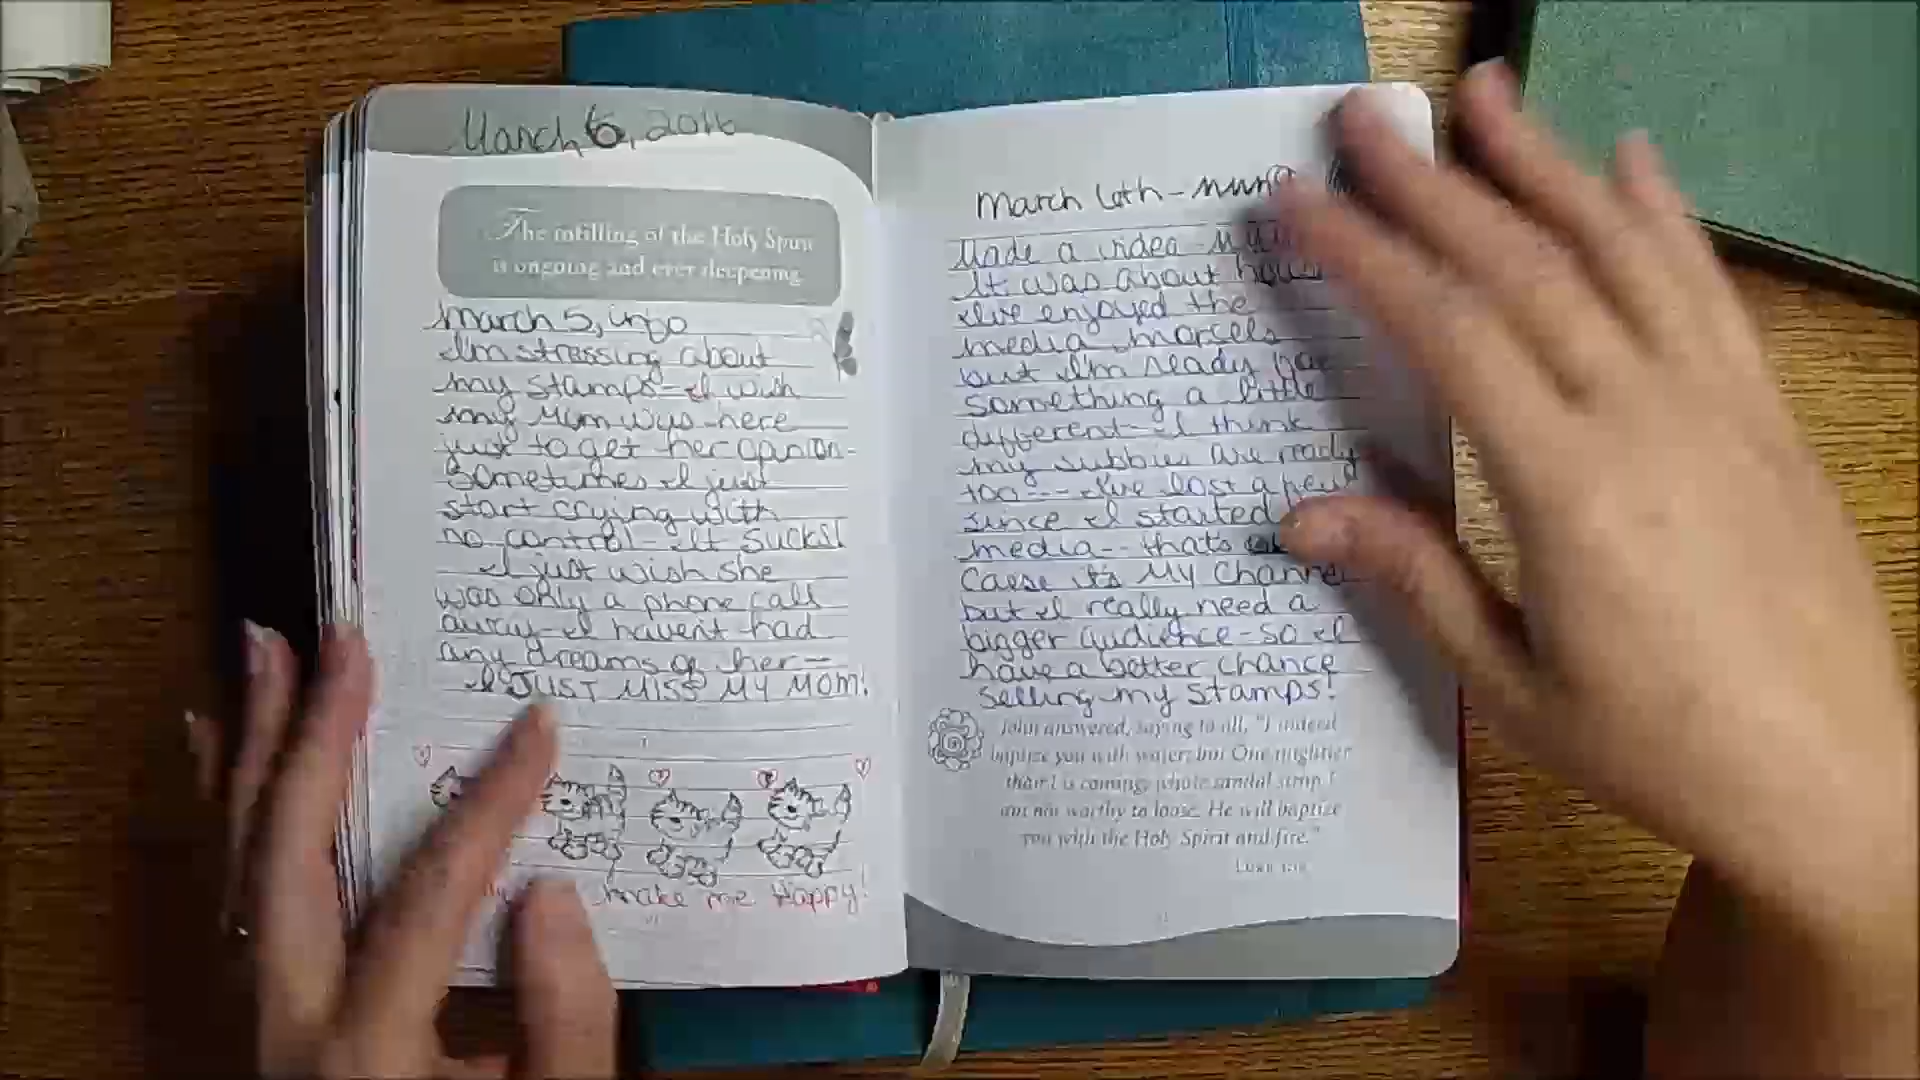 March 6, 2016
The infilling of the Holy Spirit
is ongoing and ever deepening.
March 5, info
I'm stressing about
my stamps - I wish
my Mom was here
just to get her opinion-
Sometimes I just
start crying with
no control - It sucks!
I just wish she
was only a phone call
away - I havent had
any dreams of her-
I JUST MISS MY MOM!
make me Happy!
March 6th -
Made a video
It was about how
I've enjoyed the
media morsels
but I'm ready for
something a little
different - I think
my subbies are ready
too --- I've lost a few
since I started
media -- thats
Cause it's My Channel
but I really need a
bigger audience - so I
have a better chance
selling my stamps!
John answered, saying to all, "I indeed
baptize you with water; but One mightier
than I is coming, whose sandal strap I
am not worthy to loose. He will baptize
you with the Holy Spirit and fire."
Luke